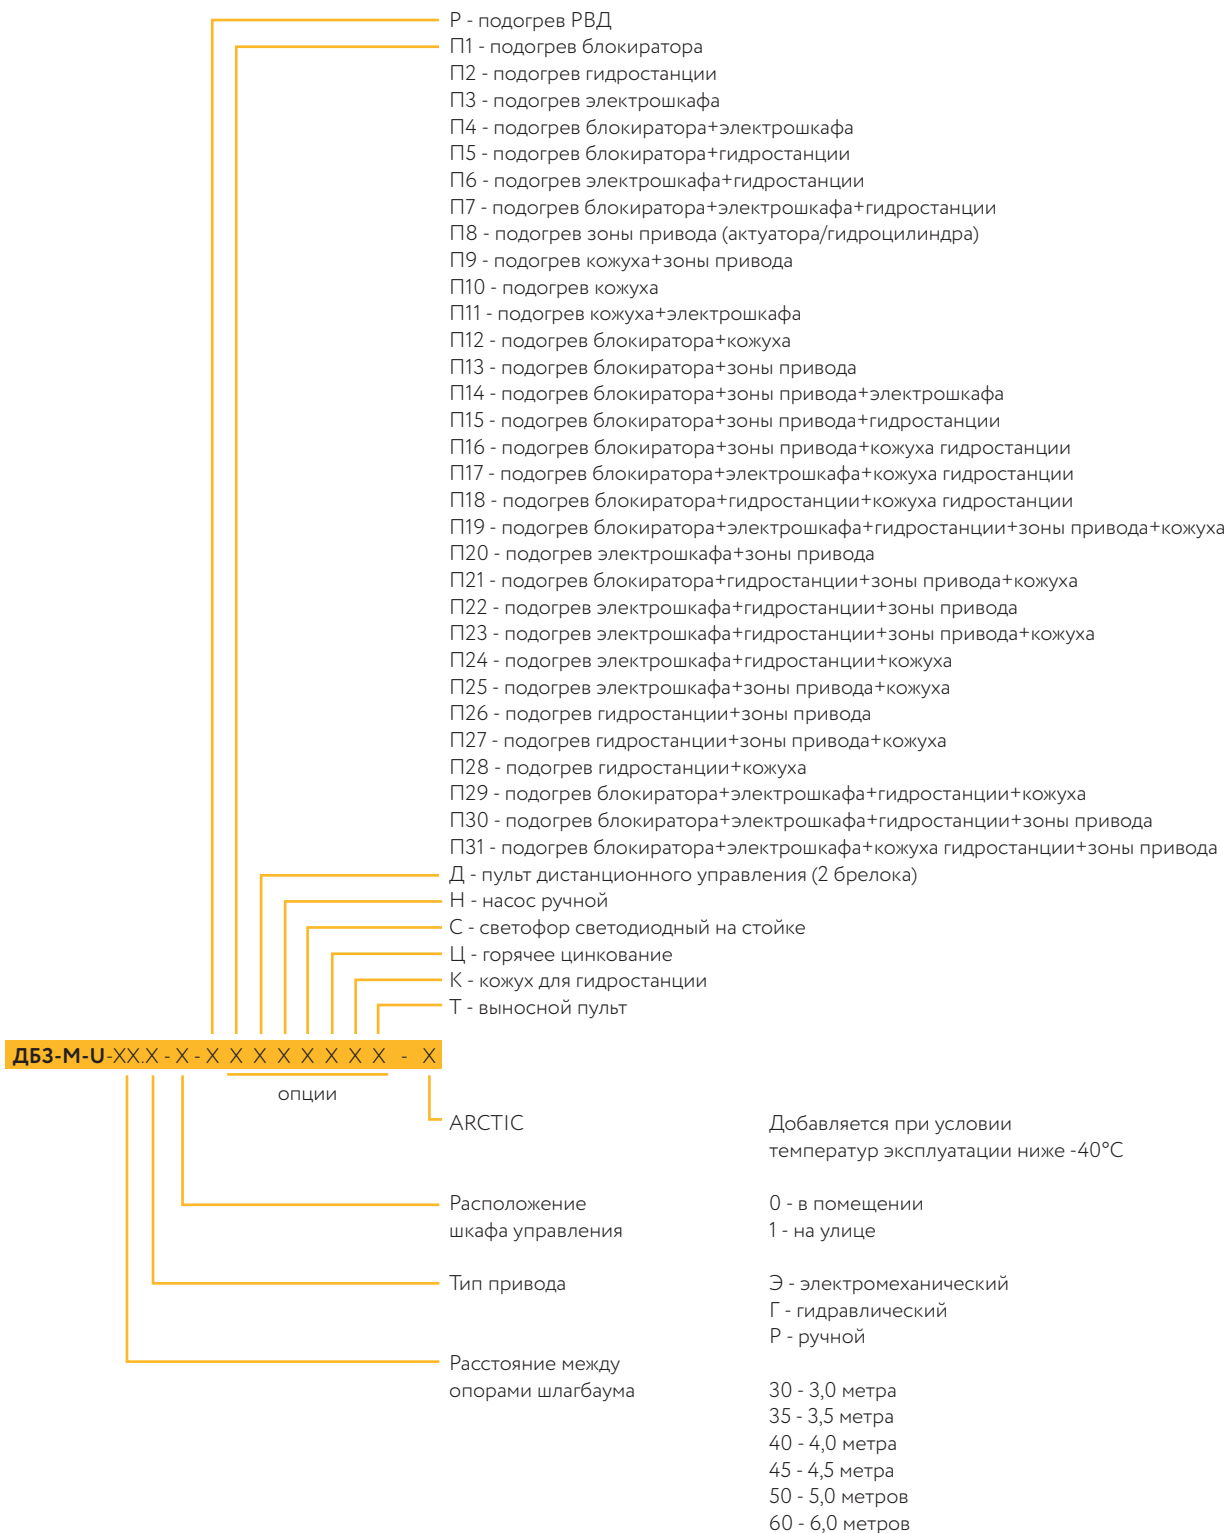 Р - подогрев РВД
П1 - подогрев блокиратора
П2 - подогрев гидростанции
П3 - подогрев электрошкафа
П4 - подогрев блокиратора+электрошкафа
П5 - подогрев блокиратора+гидростанции
П6 - подогрев электрошкафа+гидростанции
П7 - подогрев блокиратора+электрошкафа+гидростанции
П8 - подогрев зоны привода (актуатора/гидроцилиндра)
П9 - подогрев кожуха+зоны привода
П10 - подогрев кожуха
П11 - подогрев кожуха+электрошкафа
П12 - подогрев блокиратора+кожуха
П13 - подогрев блокиратора+зоны привода
П14 - подогрев блокиратора+зоны привода+электрошкафа
П15 - подогрев блокиратора+зоны привода+гидростанции
П16 - подогрев блокиратора+зоны привода+кожуха гидростанции
П17 - подогрев блокиратора+электрошкафа+кожуха гидростанции
П18 - подогрев блокиратора+гидростанции+кожуха гидростанции
П19 - подогрев блокиратора+электрошкафа+гидростанции+зоны привода+кожуха
П20 - подогрев электрошкафа+зоны привода
П21 - подогрев блокиратора+гидростанции+зоны привода+кожуха
П22 - подогрев электрошкафа+гидростанции+зоны привода
П23 - подогрев электрошкафа+гидростанции+зоны привода+кожуха
П24 - подогрев электрошкафа+гидростанции+кожуха
П25 - подогрев электрошкафа+зоны привода+кожуха
П26 - подогрев гидростанции+зоны привода
П27 - подогрев гидростанции+зоны привода+кожуха
П28 - подогрев гидростанции+кожуха
П29 - подогрев блокиратора+электрошкафа+гидростанции+кожуха
П30 - подогрев блокиратора+электрошкафа+гидростанции+зоны привода
П31 - подогрев блокиратора+электрошкафа+кожуха гидростанции+зоны привода
Д - пульт дистанционного управления (2 брелока)
Н - насос ручной
С - светофор светодиодный на стойке
Ц - горячее цинкование
К - кожух для гидростанции
Т - выносной пульт
ДБЗ-М-U-XX.X - X - X X X X X X X X - X
опции
ARCTIC
Добавляется при условии
температур эксплуатации ниже -40°С
Расположение
шкафа управления
0 - в помещении
1 - на улице
Тип привода
Э - электромеханический
Г - гидравлический
Р - ручной
Расстояние между
опорами шлагбаума
30 - 3,0 метра
35 - 3,5 метра
40 - 4,0 метра
45 - 4,5 метра
50 - 5,0 метров
60 - 6,0 метров